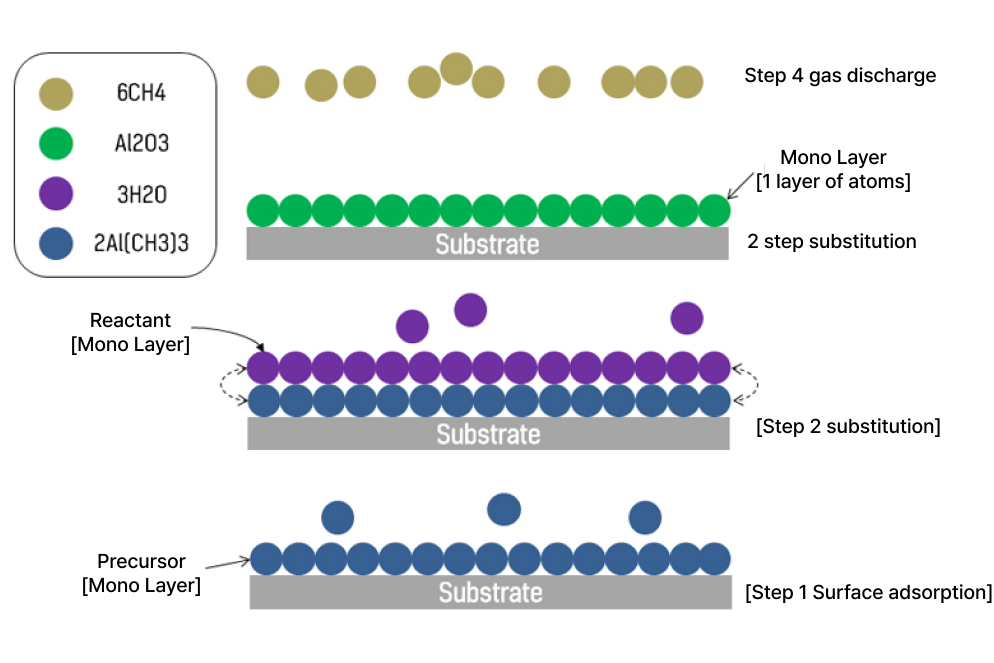 6CH4
Al2O3
3H2O
2Al(CH3)3
Step 4 gas discharge
Mono Layer
[1 layer of atoms]
Substrate
2 step substitution
Reactant
[Mono Layer]
Substrate
[Step 2 substitution]
Precursor
[Mono Layer]
Substrate
[Step 1 Surface adsorption]